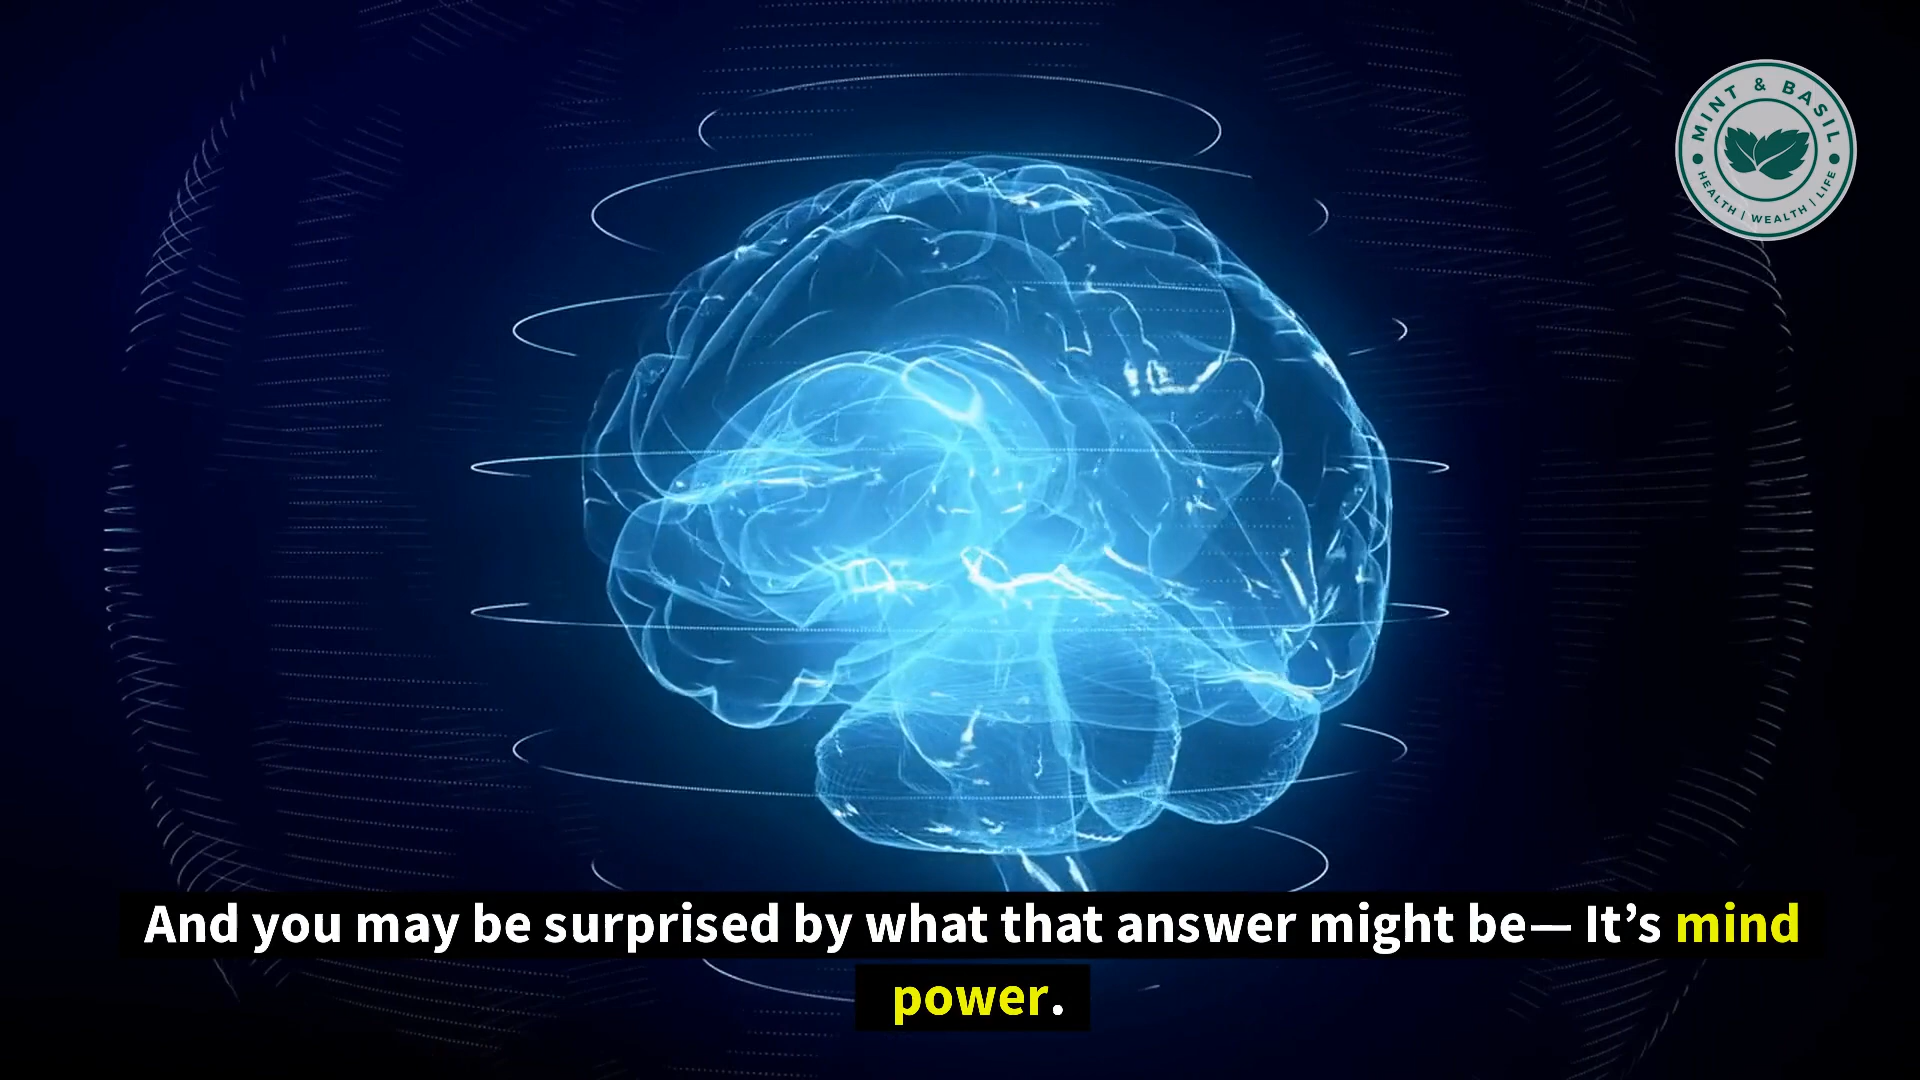 MINT & BASIL
HEALTH | WEALTH | LIFE
And you may be surprised by what that answer might be— It’s mind
power.